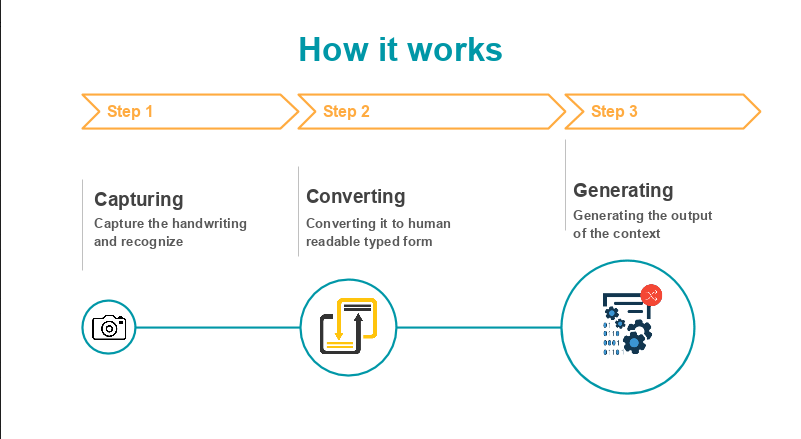 How it works
Step 1
Step 2
Step 3
Capturing
Capture the handwriting
and recognize
Converting
Converting it to human
readable typed form
Generating
Generating the output
of the context
01
0110
0001
01101